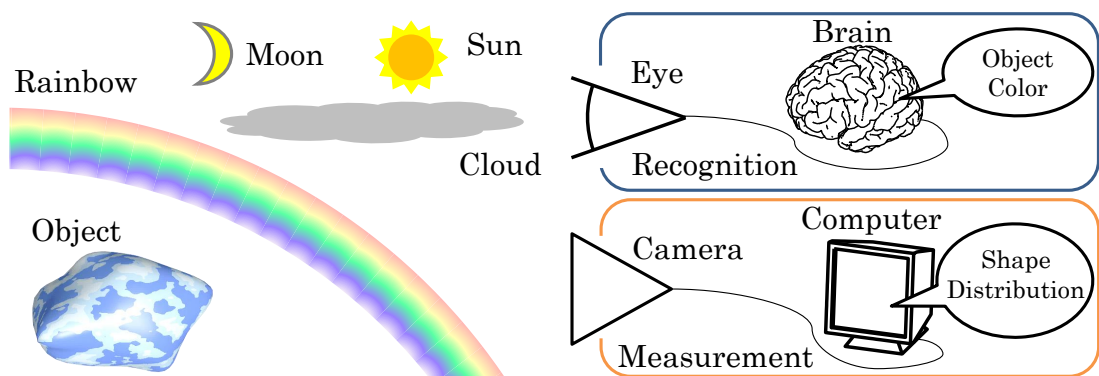 Moon
Sun
Rainbow
Cloud
Object
Brain
Eye
Object
Color
Recognition
Computer
Camera
Shape
Distribution
Measurement